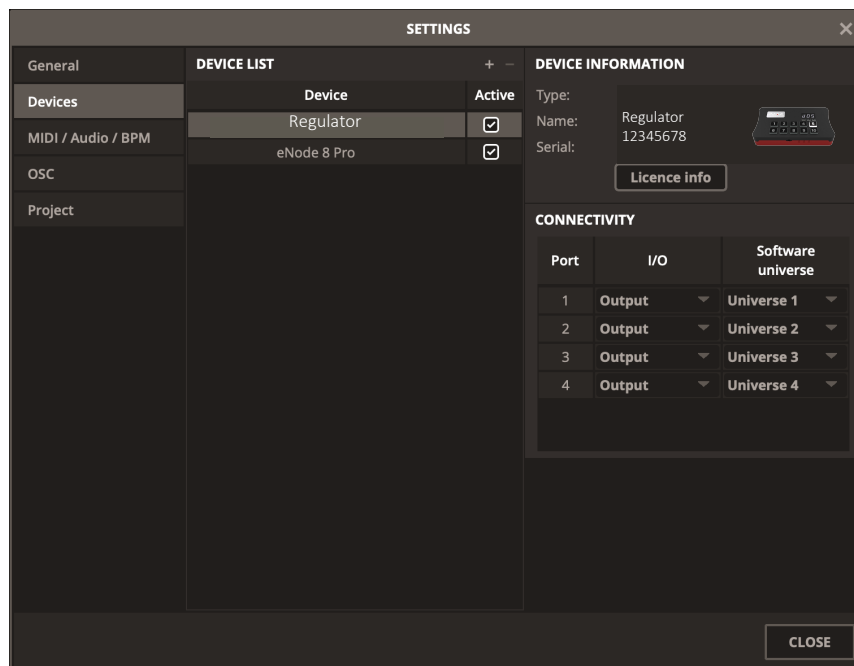 SETTINGS
General
Devices
MIDI / Audio / BPM
OSC
Project
DEVICE LIST + −
Device Active
Regulator
eNode 8 Pro
DEVICE INFORMATION
Type:
Name: Regulator
Serial: 12345678
Licence info
CONNECTIVITY
Port I/O Software universe
1 Output Universe 1
2 Output Universe 2
3 Output Universe 3
4 Output Universe 4
CLOSE